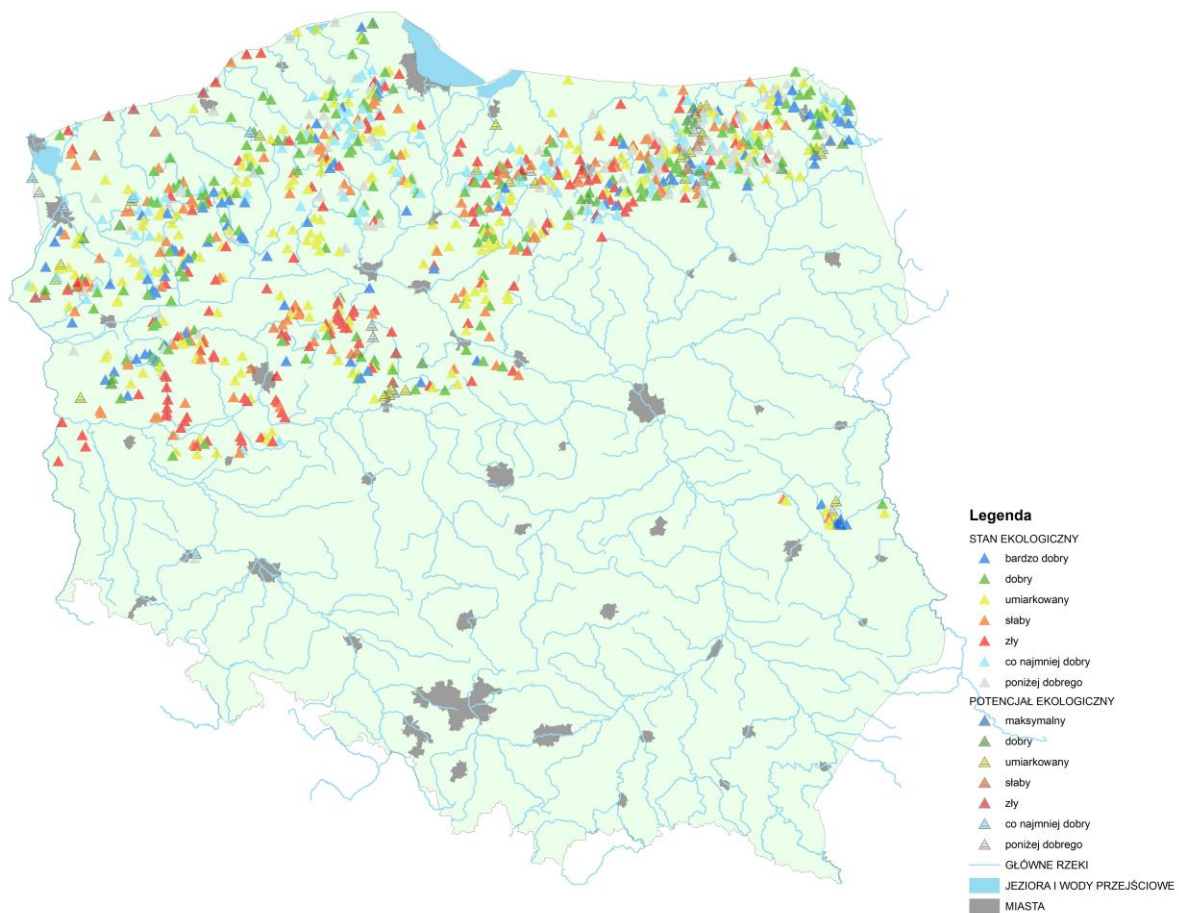 Legenda
STAN EKOLOGICZNY
bardzo dobry
dobry
umiarkowany
słaby
zły
co najmniej dobry
poniżej dobrego
POTENCJAŁ EKOLOGICZNY
maksymalny
dobry
umiarkowany
słaby
zły
co najmniej dobry
poniżej dobrego
GŁÓWNE RZEKI
JEZIORA I WODY PRZEJŚCIOWE
MIASTA